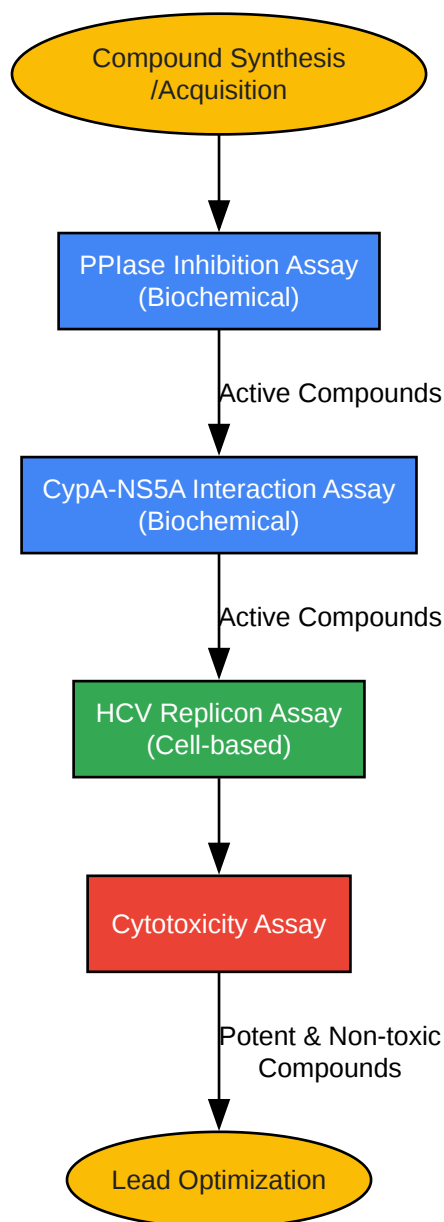 Compound Synthesis
/Acquisition
PPIase Inhibition Assay
(Biochemical)
Active Compounds
CypA-NS5A Interaction Assay
(Biochemical)
Active Compounds
HCV Replicon Assay
(Cell-based)
Cytotoxicity Assay
Potent & Non-toxic
Compounds
Lead Optimization